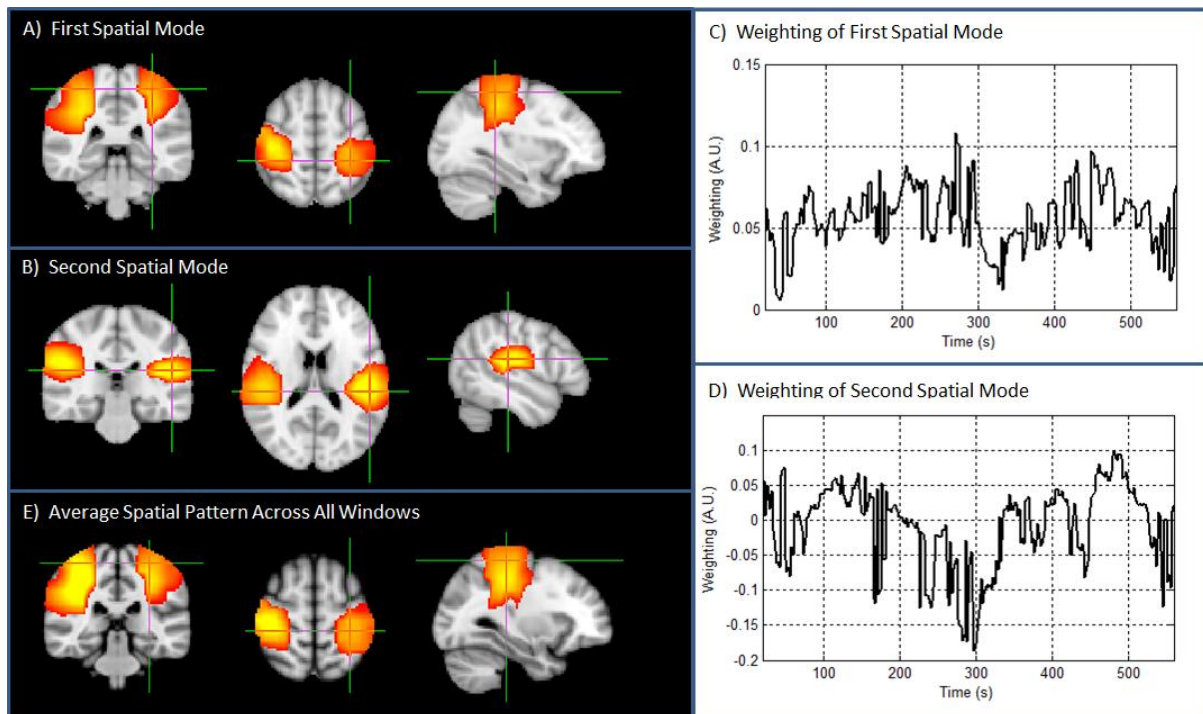 A) First Spatial Mode
B) Second Spatial Mode
E) Average Spatial Pattern Across All Windows
C) Weighting of First Spatial Mode
0.15
0.1
0.05
0
Weighting (A.U.)
100 200 300 400 500
Time (s)
D) Weighting of Second Spatial Mode
0.1
0.05
0
-0.05
-0.1
-0.15
-0.2
Weighting (A.U.)
100 200 300 400 500
Time (s)